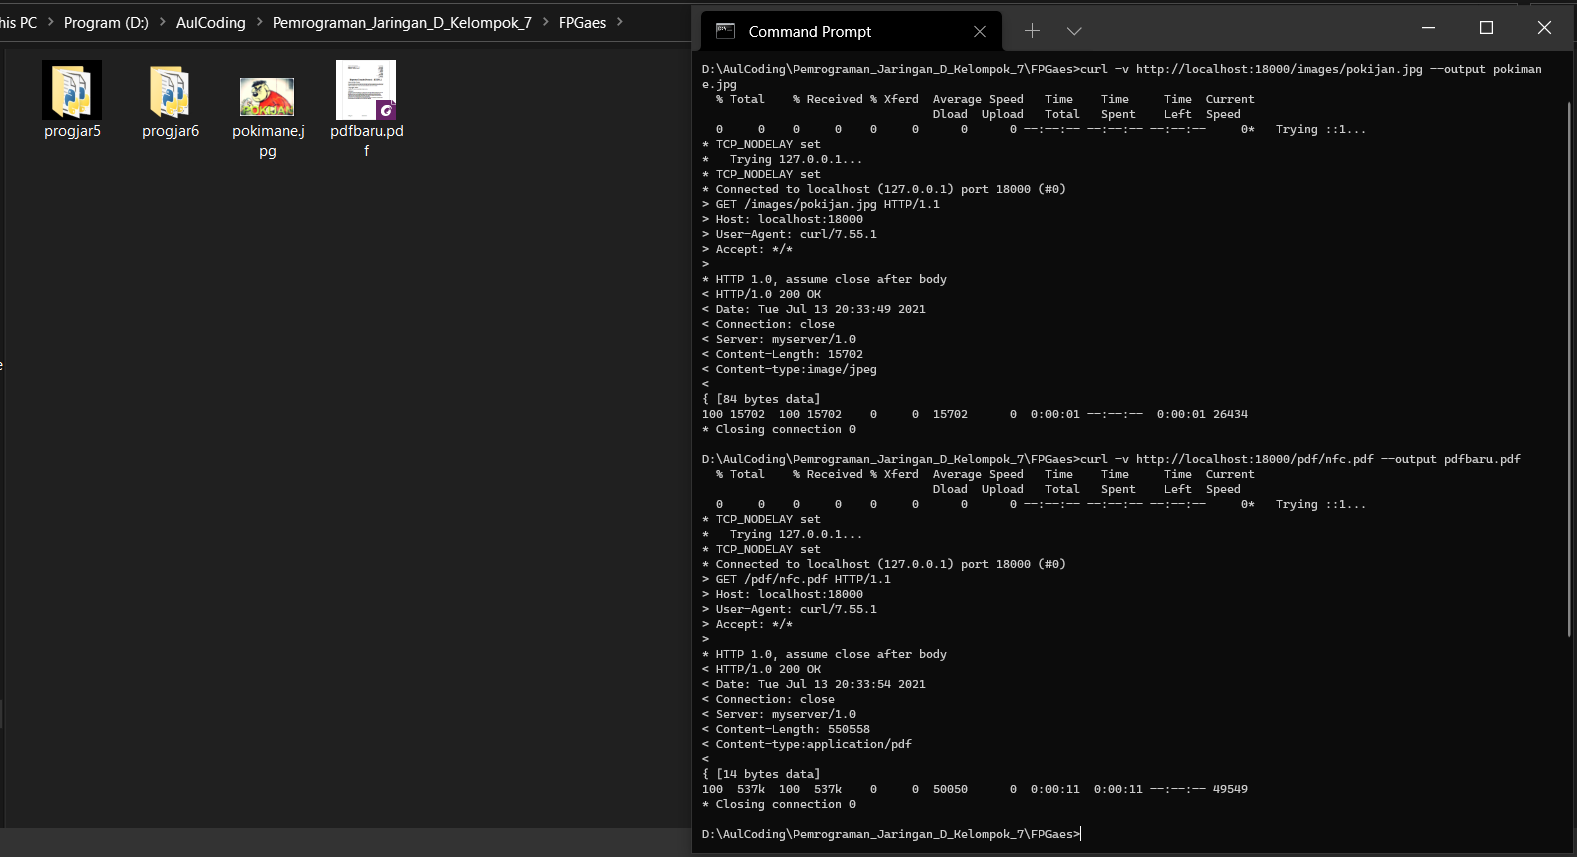 his PC > Program (D:) > AulCoding > Pemrograman_Jaringan_D_Kelompok_7 > FPGaes >
progjar5
progjar6
pokimane.j
pg
pdfbaru.pd
f
POKIJAN
e
Command Prompt
D:\AulCoding\Pemrograman_Jaringan_D_Kelompok_7\FPGaes>curl -v http://localhost:18000/images/pokijan.jpg --output pokiman
e.jpg
  % Total    % Received % Xferd  Average Speed   Time    Time     Time  Current
                                 Dload  Upload   Total   Spent    Left  Speed
  0     0    0     0    0     0      0      0 --:--:-- --:--:-- --:--:--     0*   Trying ::1...
* TCP_NODELAY set
*   Trying 127.0.0.1...
* TCP_NODELAY set
* Connected to localhost (127.0.0.1) port 18000 (#0)
> GET /images/pokijan.jpg HTTP/1.1
> Host: localhost:18000
> User-Agent: curl/7.55.1
> Accept: */*
>
* HTTP 1.0, assume close after body
< HTTP/1.0 200 OK
< Date: Tue Jul 13 20:33:49 2021
< Connection: close
< Server: myserver/1.0
< Content-Length: 15702
< Content-type:image/jpeg
<
{ [84 bytes data]
100 15702  100 15702    0     0  15702      0  0:00:01 --:--:--  0:00:01 26434
* Closing connection 0
D:\AulCoding\Pemrograman_Jaringan_D_Kelompok_7\FPGaes>curl -v http://localhost:18000/pdf/nfc.pdf --output pdfbaru.pdf
  % Total    % Received % Xferd  Average Speed   Time    Time     Time  Current
                                 Dload  Upload   Total   Spent    Left  Speed
  0     0    0     0    0     0      0      0 --:--:-- --:--:-- --:--:--     0*   Trying ::1...
* TCP_NODELAY set
*   Trying 127.0.0.1...
* TCP_NODELAY set
* Connected to localhost (127.0.0.1) port 18000 (#0)
> GET /pdf/nfc.pdf HTTP/1.1
> Host: localhost:18000
> User-Agent: curl/7.55.1
> Accept: */*
>
* HTTP 1.0, assume close after body
< HTTP/1.0 200 OK
< Date: Tue Jul 13 20:33:54 2021
< Connection: close
< Server: myserver/1.0
< Content-Length: 550558
< Content-type:application/pdf
<
{ [14 bytes data]
100  537k  100  537k    0     0  50050      0  0:00:11  0:00:11 --:--:-- 49549
* Closing connection 0
D:\AulCoding\Pemrograman_Jaringan_D_Kelompok_7\FPGaes>